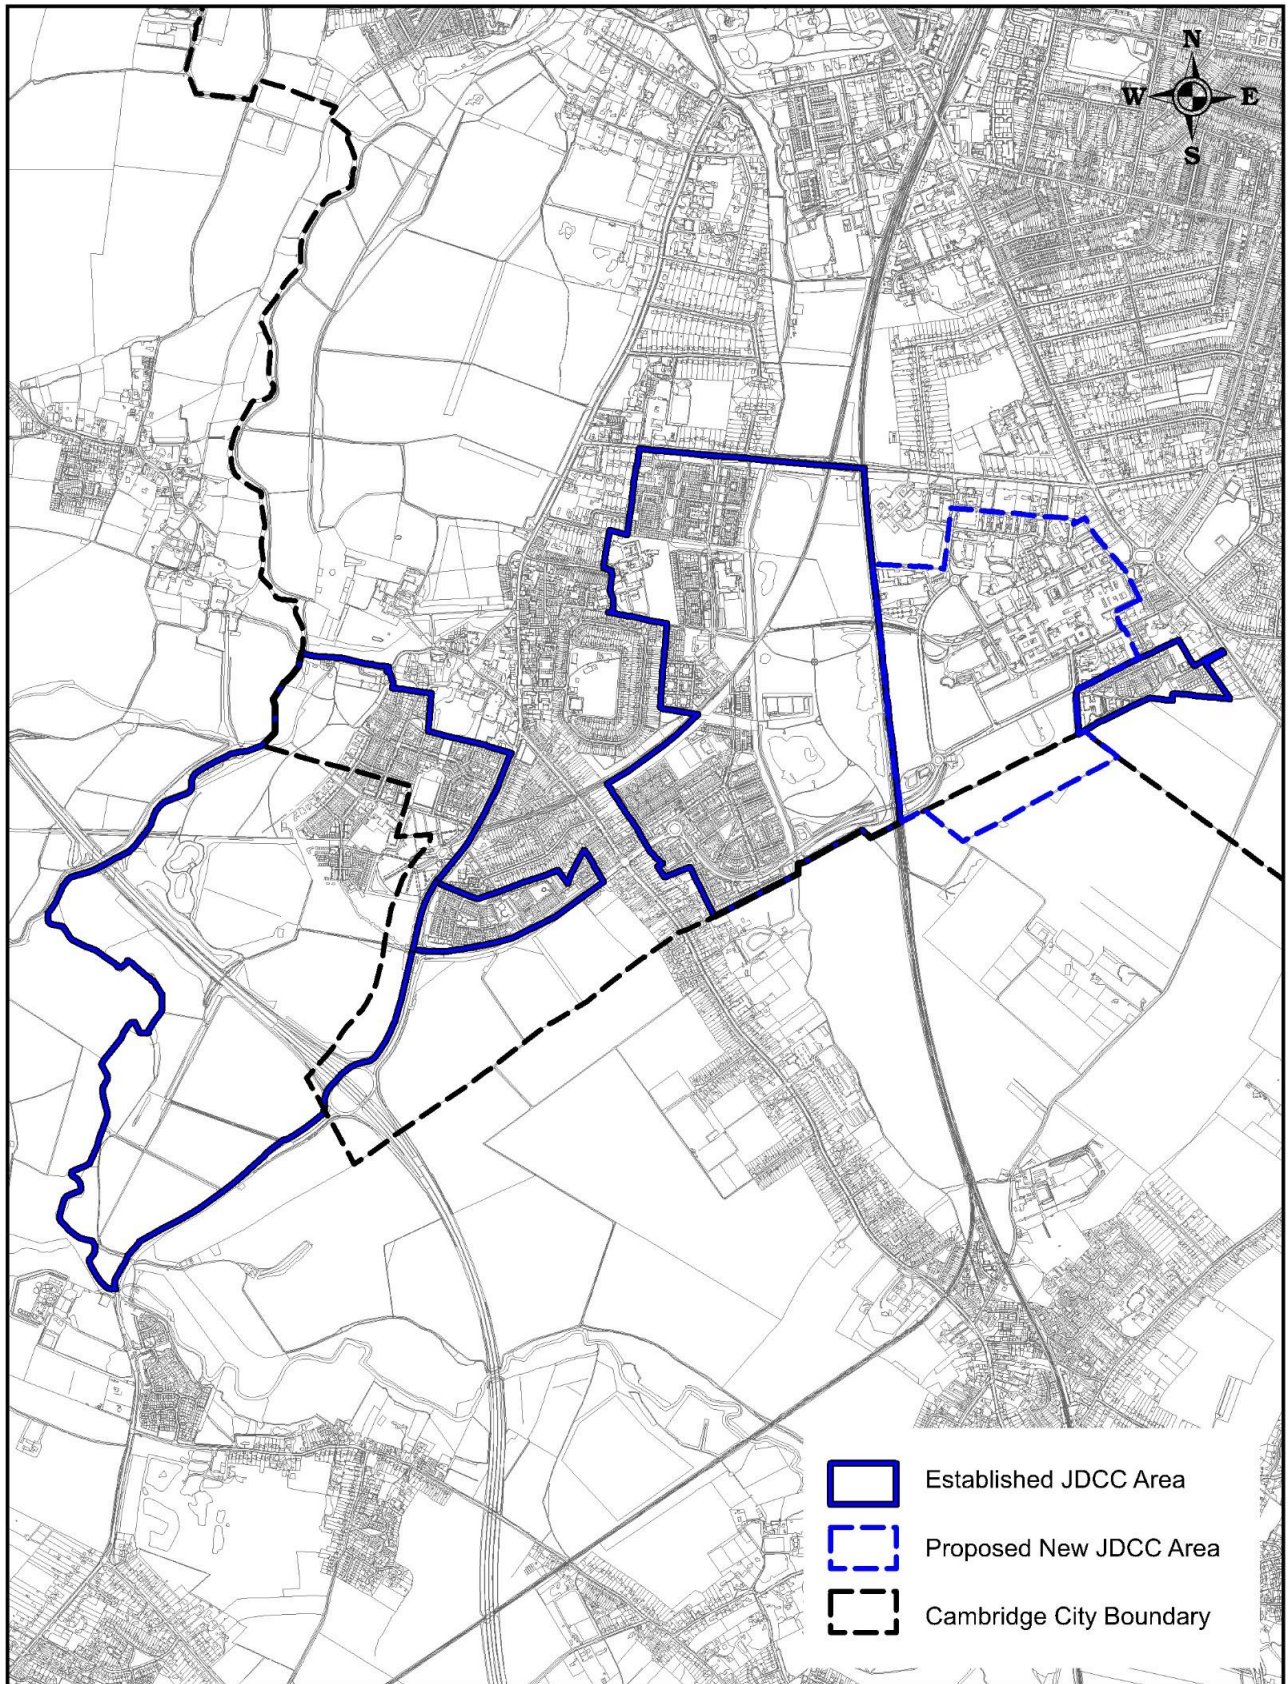 N
W E
S
Established JDCC Area
Proposed New JDCC Area
Cambridge City Boundary